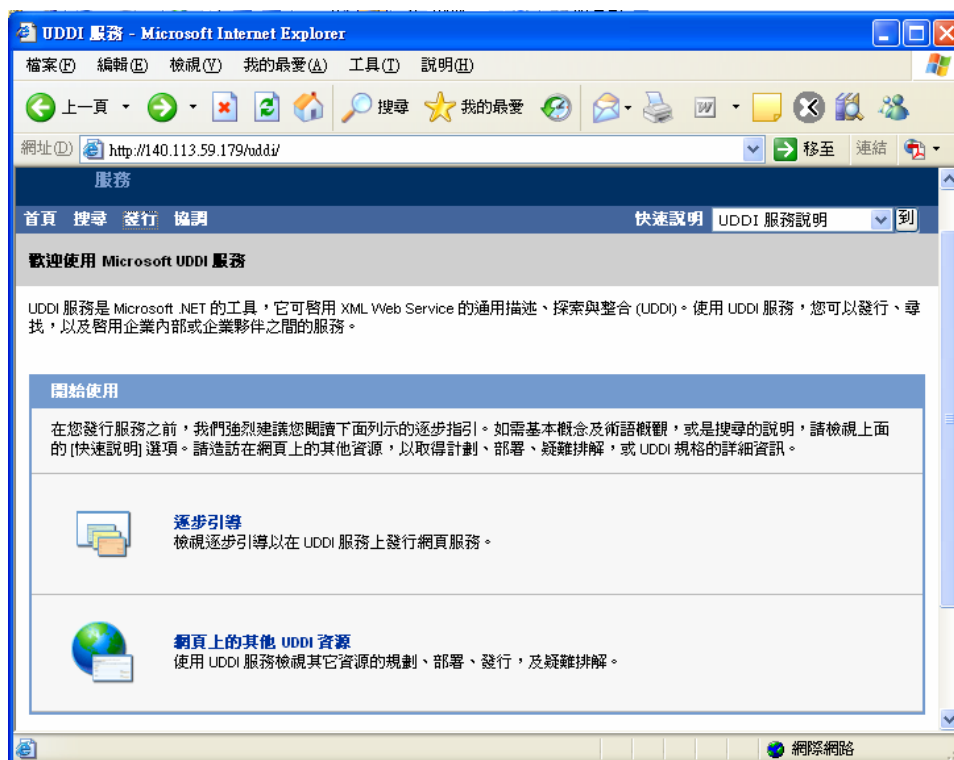 UDDI 服務 - Microsoft Internet Explorer
檔案(F) 編輯(E) 檢視(V) 我的最愛(A) 工具(T) 說明(H)
上一頁 搜尋 我的最愛
網址(D) http://140.113.59.179/uddi/ 移至 連結
服務
首頁 搜尋 發行 協調 快速說明 UDDI 服務說明 到
歡迎使用 Microsoft UDDI 服務
UDDI 服務是 Microsoft .NET 的工具，它可啓用 XML Web Service 的通用描述、探索與整合 (UDDI)。使用 UDDI 服務，您可以發行、尋
找，以及啓用企業內部或企業夥伴之間的服務。
開始使用
在您發行服務之前，我們強烈建議您閱讀下面列示的逐步指引。如需基本概念及術語概觀，或是搜尋的說明，請檢視上面
的 [快速說明] 選項。請造訪在網頁上的其他資源，以取得計劃、部署、疑難排解，或 UDDI 規格的詳細資訊。
逐步引導
檢視逐步引導以在 UDDI 服務上發行網頁服務。
網頁上的其他 UDDI 資源
使用 UDDI 服務檢視其它資源的規劃、部署、發行，及疑難排解。
網際網路